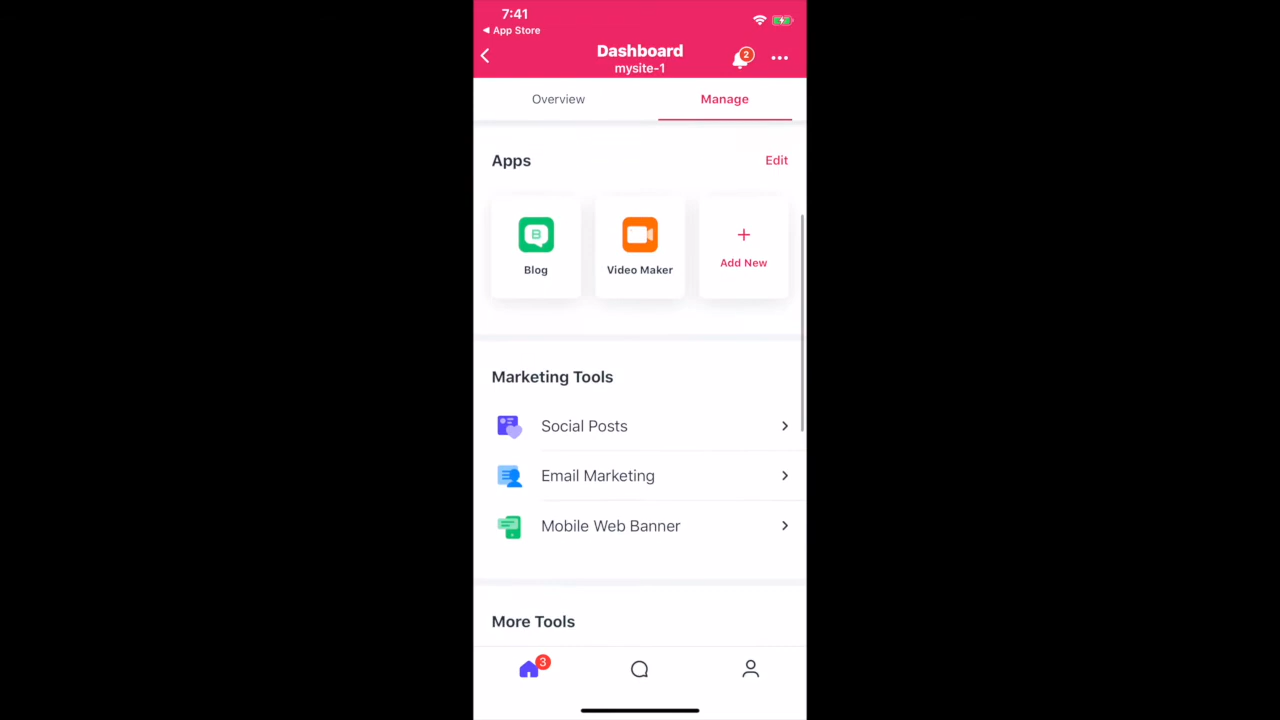 7:41
App Store
Dashboard
2
mysite-1
Overview
Manage
Apps
Edit
B
Blog
Video Maker
Add New
Marketing Tools
Social Posts
Email Marketing
Mobile Web Banner
More Tools
3